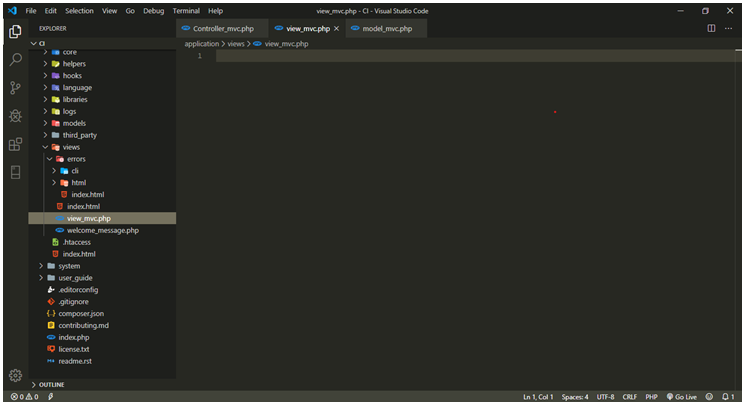 File Edit Selection View Go Debug Terminal Help view_mvc.php - CI - Visual Studio Code
EXPLORER
Controller_mvc.php view_mvc.php model_mvc.php
CI
application > views > view_mvc.php
1
core
helpers
hooks
language
libraries
logs
models
third_party
views
errors
cli
html
index.html
index.html
view_mvc.php
welcome_message.php
.htaccess
index.html
system
user_guide
.editorconfig
.gitignore
composer.json
contributing.md
index.php
license.txt
readme.rst
OUTLINE
0 0 Ln 1, Col 1 Spaces: 4 UTF-8 CRLF PHP Go Live 1